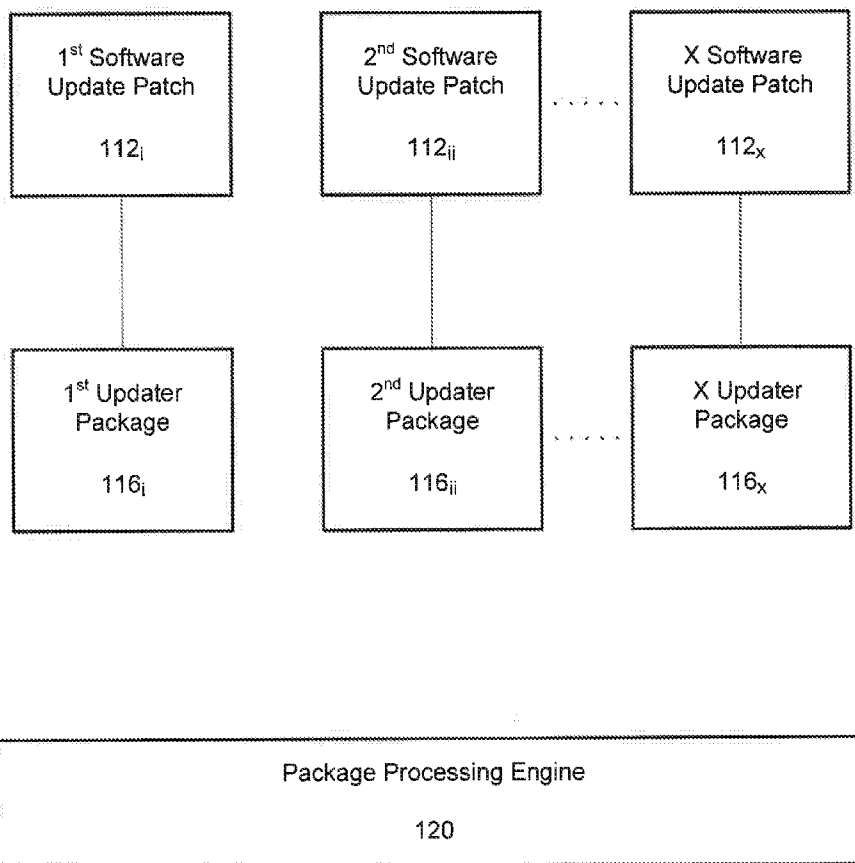 1st Software
Update Patch
112i
2nd Software
Update Patch
112ii
X Software
Update Patch
112x
1st Updater
Package
116i
2nd Updater
Package
116ii
X Updater
Package
116x
Package Processing Engine
120